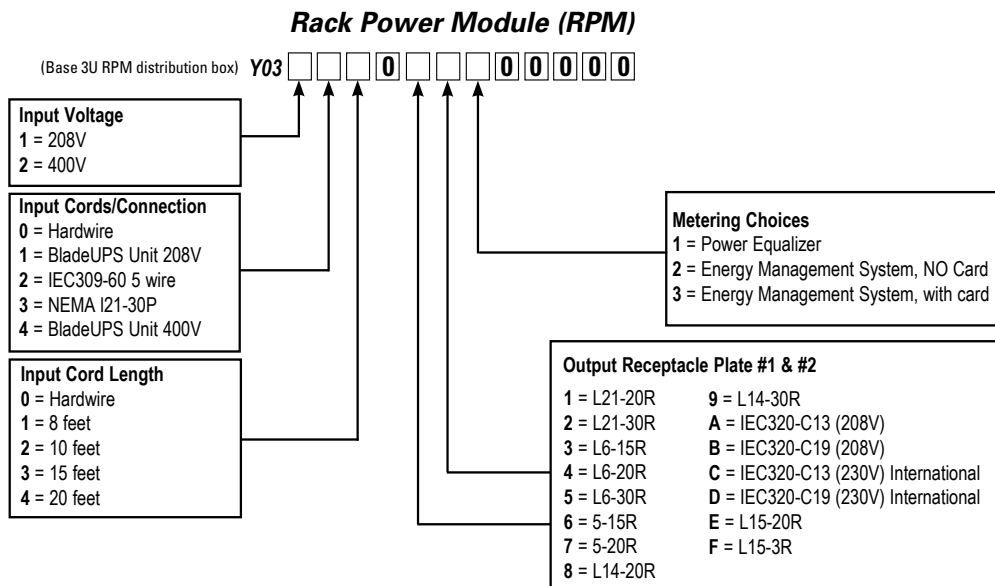 Rack Power Module (RPM)
(Base 3U RPM distribution box) Y03 0 0 0 0 0 0
Input Voltage
1 = 208V
2 = 400V
Input Cords/Connection
0 = Hardwire
1 = BladeUPS Unit 208V
2 = IEC309-60 5 wire
3 = NEMA l21-30P
4 = BladeUPS Unit 400V
Input Cord Length
0 = Hardwire
1 = 8 feet
2 = 10 feet
3 = 15 feet
4 = 20 feet
Metering Choices
1 = Power Equalizer
2 = Energy Management System, NO Card
3 = Energy Management System, with card
Output Receptacle Plate #1 & #2
1 = L21-20R
2 = L21-30R
3 = L6-15R
4 = L6-20R
5 = L6-30R
6 = 5-15R
7 = 5-20R
8 = L14-20R
9 = L14-30R
A = IEC320-C13 (208V)
B = IEC320-C19 (208V)
C = IEC320-C13 (230V) International
D = IEC320-C19 (230V) International
E = L15-20R
F = L15-3R